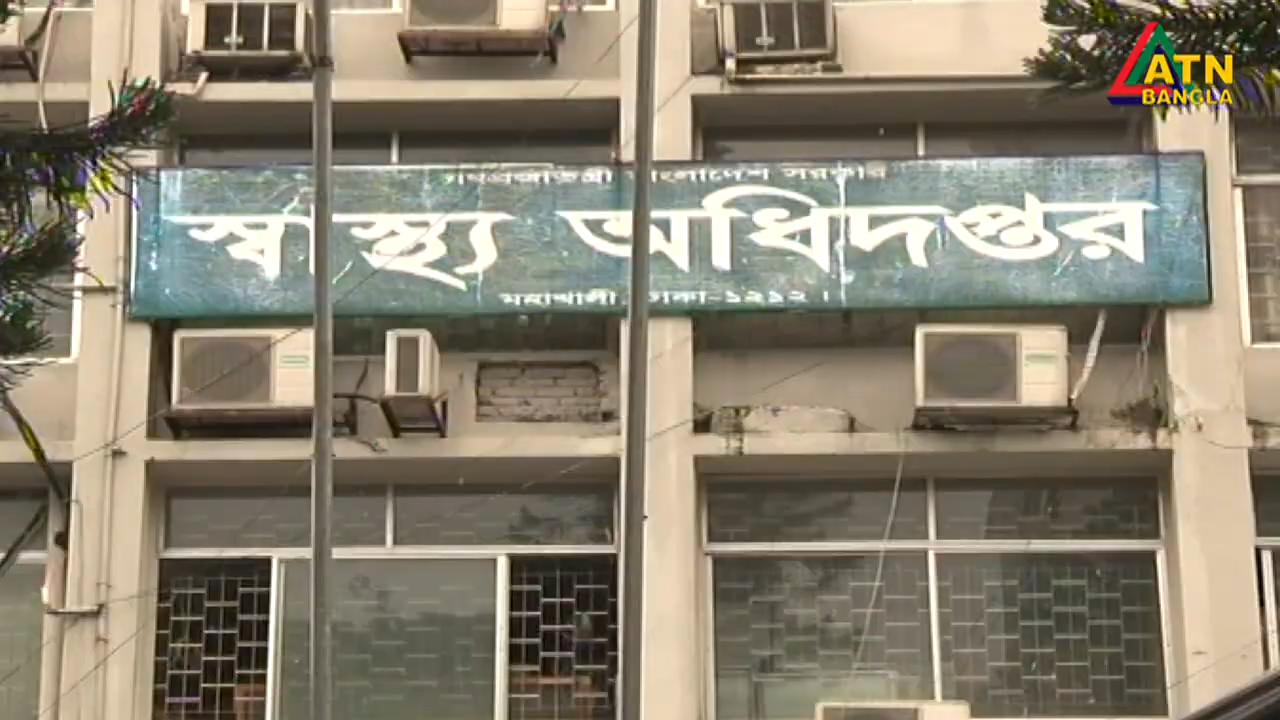 গণপ্রজাতন্ত্রী বাংলাদেশ সরকার
স্বাস্থ্য অধিদপ্তর
মহাখালী, ঢাকা-১২১২ ।
ATN
BANGLA